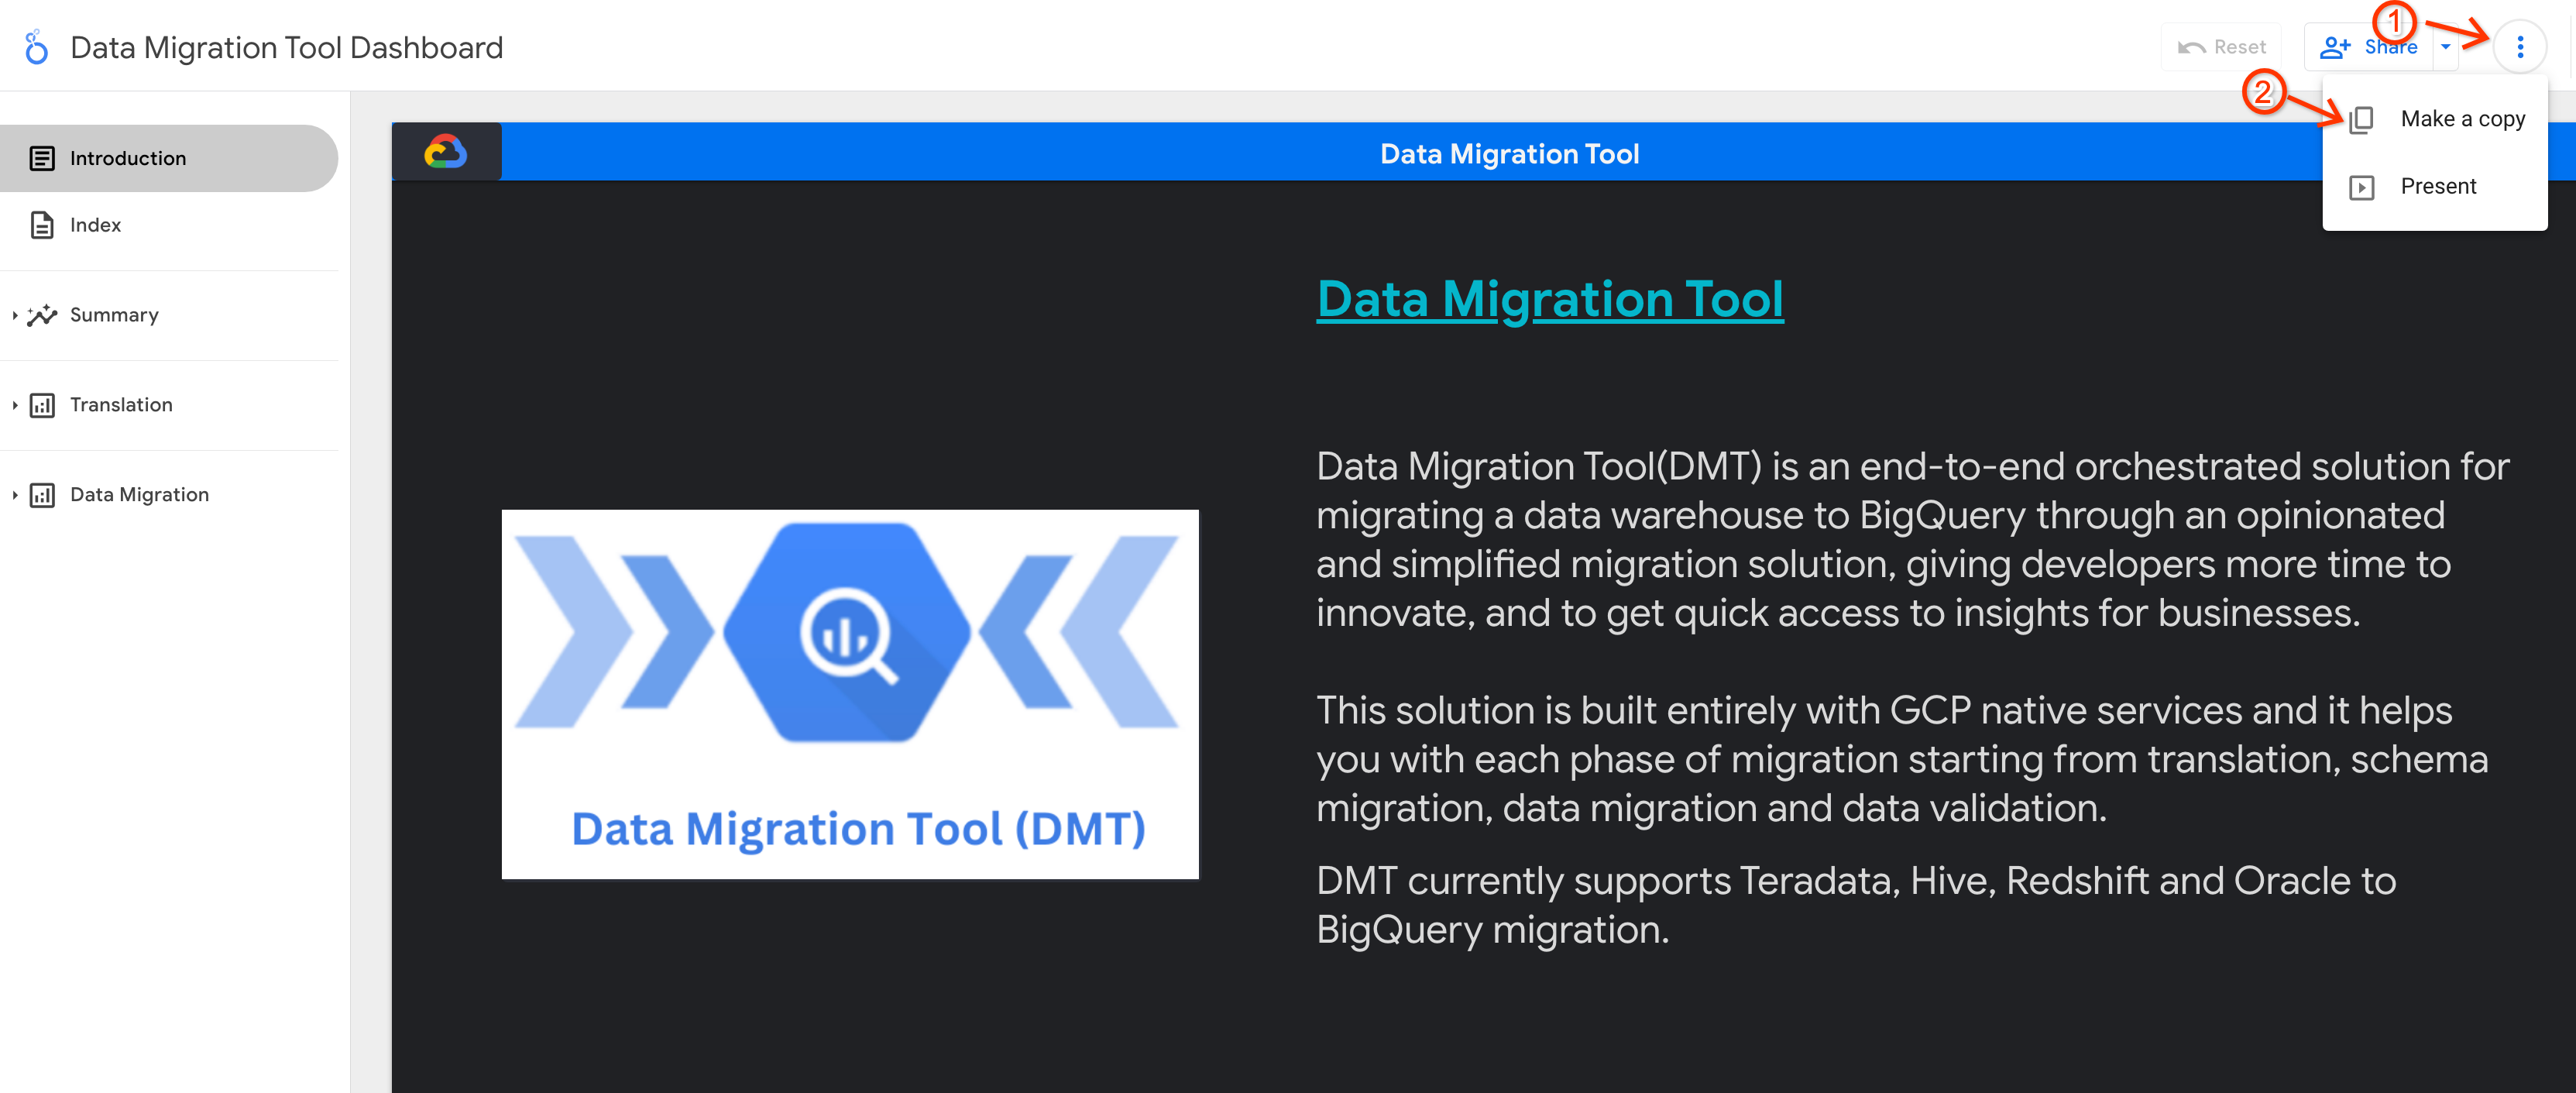 Data Migration Tool Dashboard
Reset
Share
1
2
Make a copy
Present
Introduction
Index
Summary
Translation
Data Migration
Data Migration Tool
Data Migration Tool
Data Migration Tool(DMT) is an end-to-end orchestrated solution for
migrating a data warehouse to BigQuery through an opinionated
and simplified migration solution, giving developers more time to
innovate, and to get quick access to insights for businesses.
This solution is built entirely with GCP native services and it helps
you with each phase of migration starting from translation, schema
migration, data migration and data validation.
DMT currently supports Teradata, Hive, Redshift and Oracle to
BigQuery migration.
Data Migration Tool (DMT)